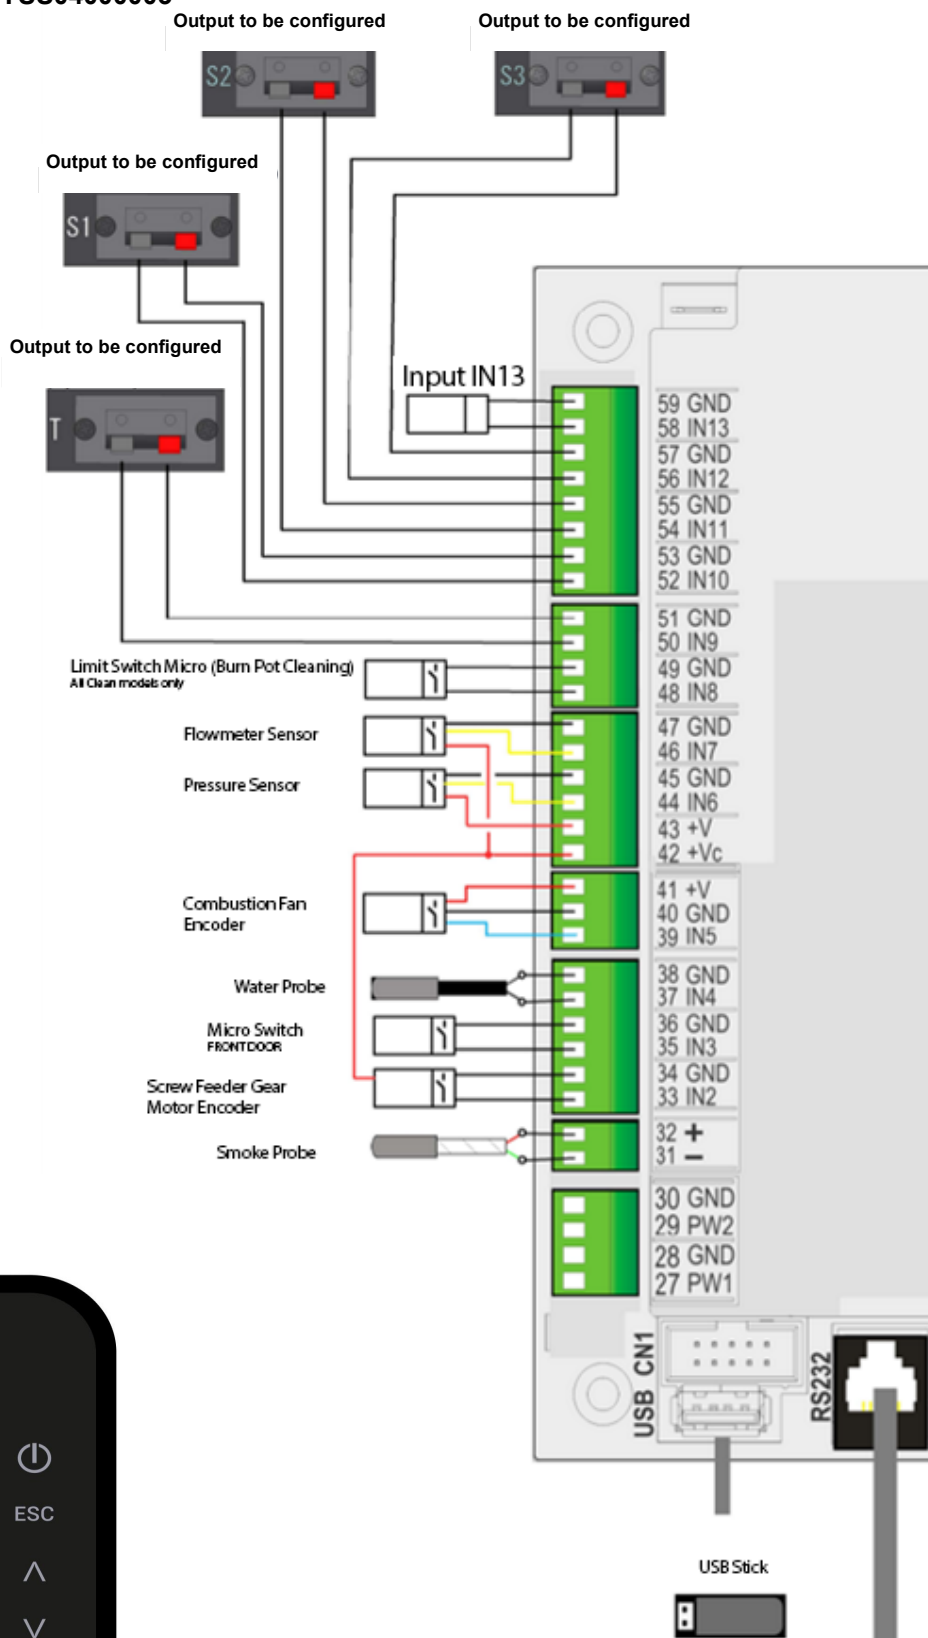 Output to be configured
Output to be configured
S2
S3
Output to be configured
S1
Output to be configured
T
Input IN13
59 GND
58 IN13
57 GND
56 IN12
55 GND
54 IN11
53 GND
52 IN10
51 GND
50 IN9
49 GND
48 IN8
Limit Switch Micro (Burn Pot Cleaning)
All Clean models only
47 GND
46 IN7
45 GND
44 IN6
43 +V
42 +Vc
Flowmeter Sensor
Pressure Sensor
41 +V
40 GND
39 IN5
Combustion Fan
Encoder
38 GND
37 IN4
36 GND
35 IN3
34 GND
33 IN2
Water Probe
Micro Switch
FRONT DOOR
Screw Feeder Gear
Motor Encoder
32 +
31 −
Smoke Probe
30 GND
29 PW2
28 GND
27 PW1
USB CN1
RS232
ESC
USB Stick